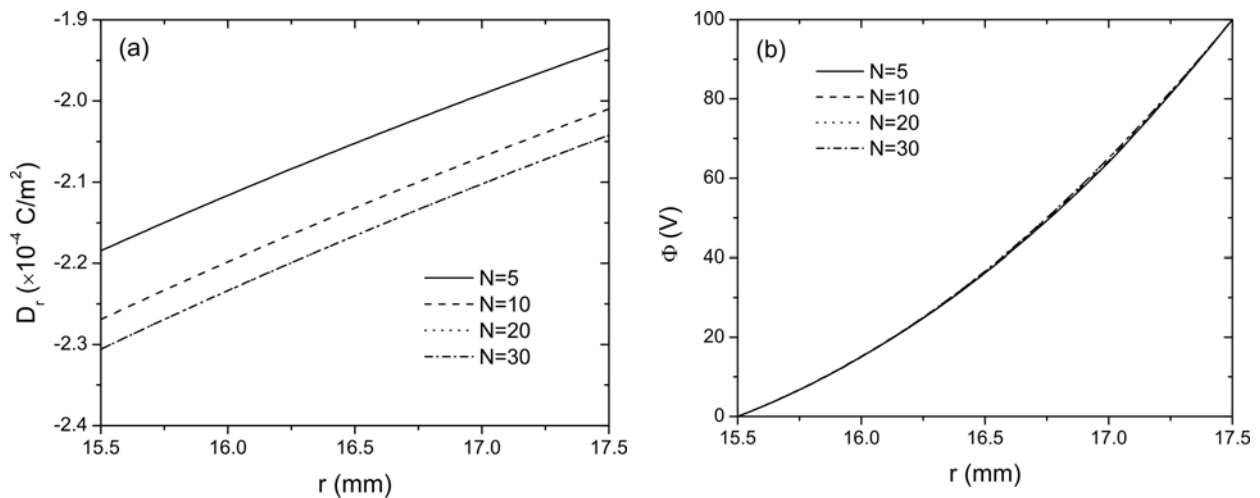 (a)
-1.9
-2.0
-2.1
-2.2
-2.3
-2.4
D_r (×10⁻⁴ C/m²)
N=5
N=10
N=20
N=30
15.5 16.0 16.5 17.0 17.5
r (mm)
(b)
100
80
60
40
20
0
Φ (V)
N=5
N=10
N=20
N=30
15.5 16.0 16.5 17.0 17.5
r (mm)